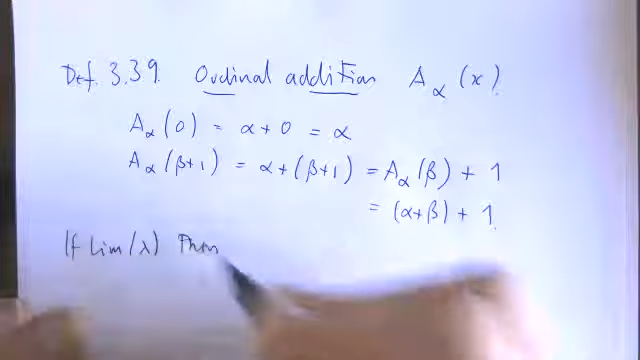 Def. 3.39. Ordinal addition A_α(x).
A_α(0) = α+0 = α
A_α(β+1) = α+(β+1) = A_α(β) + 1
= (α+β) + 1.
If Lim(λ) Then